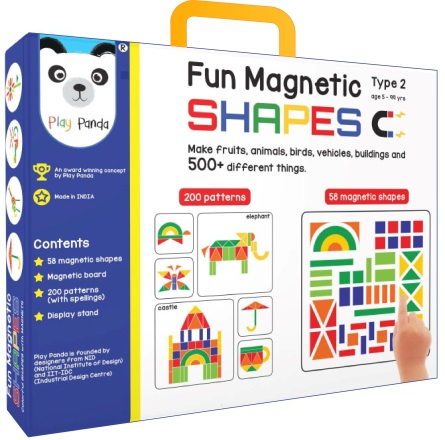 ®
Play Panda
An award winning concept
by Play Panda
Made in INDIA
Contents
58 magnetic shapes
Magnetic board
200 patterns
(with spellings)
Display stand
Play Panda is founded by
designers from NID
(National Institute of Design)
and IIT-IDC
(Industrial Design Centre)
Fun Magnetic
Type 2
age 5 - 99 yrs
SHAPES
Make fruits, animals, birds, vehicles, buildings and
500+ different things.
200 patterns
58 magnetic shapes
elephant
castle
Fun Magnetic
SHAPES